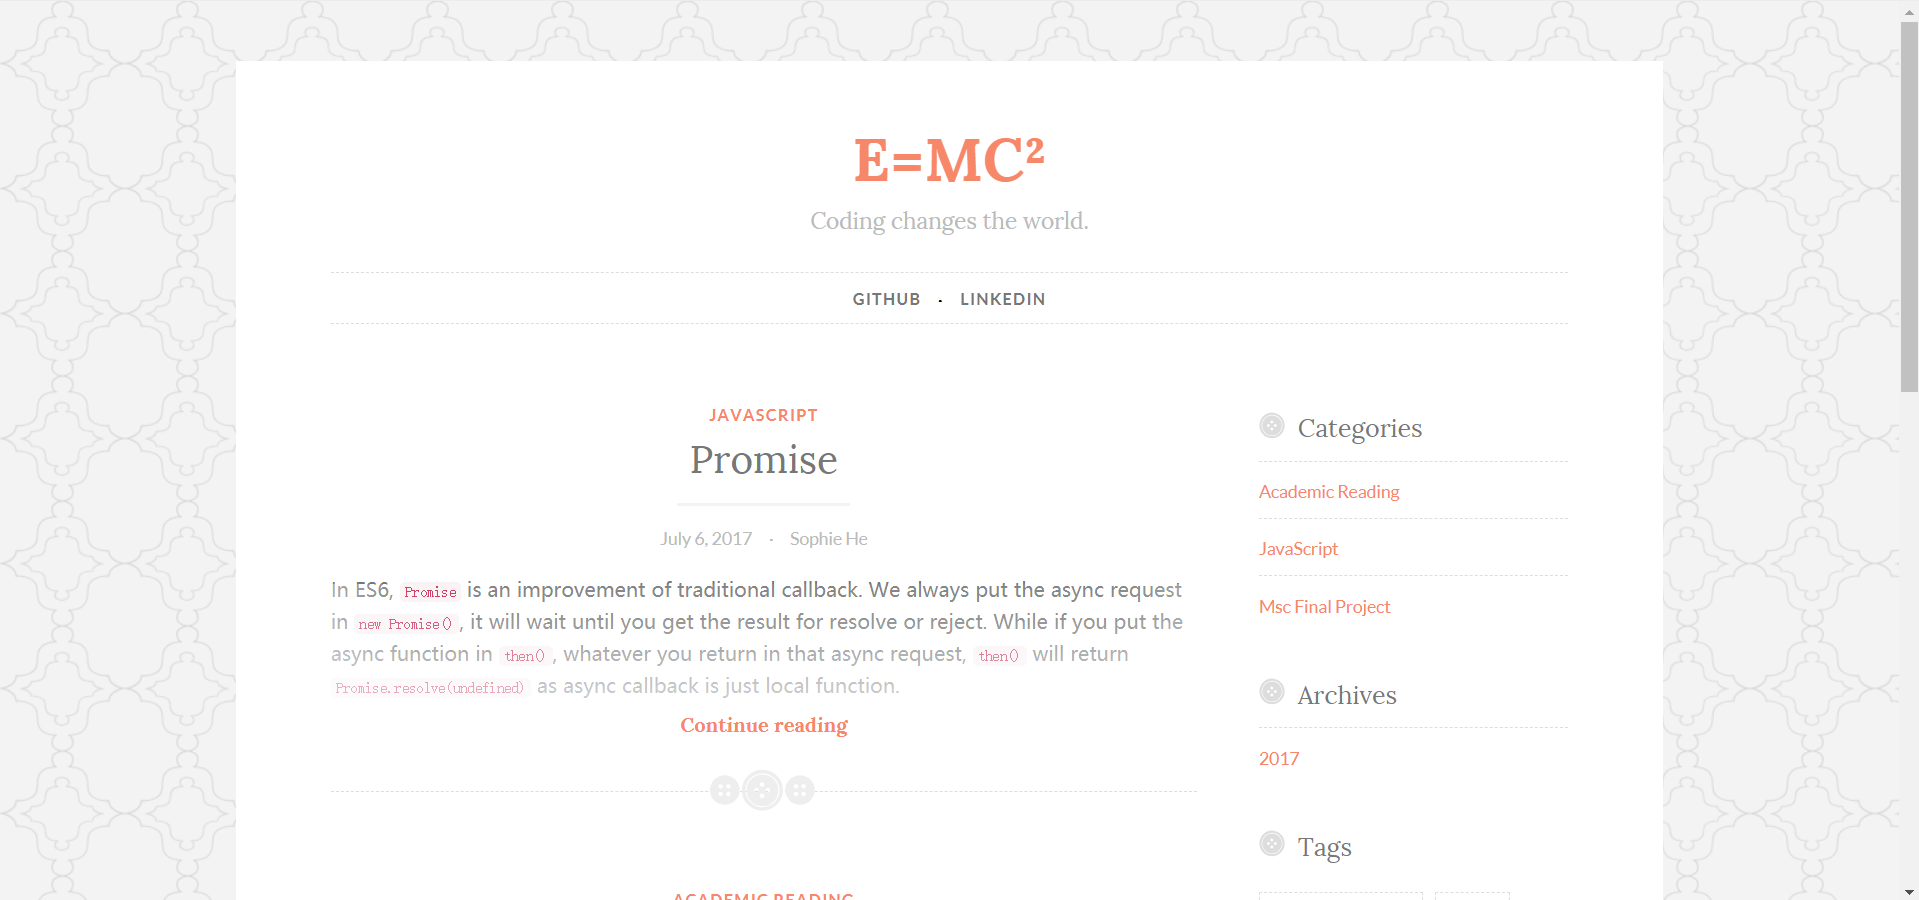 E=MC²
Coding changes the world.
GITHUB · LINKEDIN
JAVASCRIPT
Promise
July 6, 2017 · Sophie He
In ES6, Promise is an improvement of traditional callback. We always put the async request
in new Promise(), it will wait until you get the result for resolve or reject. While if you put the
async function in then(), whatever you return in that async request, then() will return
Promise.resolve(undefined) as async callback is just local function.
Continue reading
ACADEMIC READING
Categories
Academic Reading
JavaScript
Msc Final Project
Archives
2017
Tags